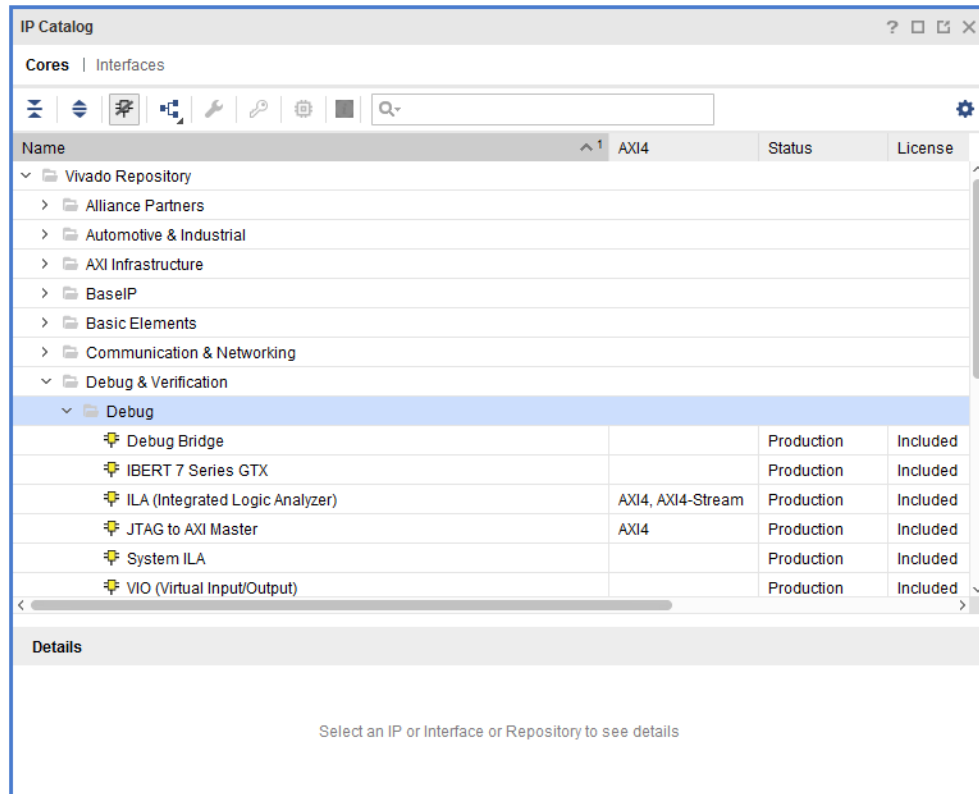 IP Catalog
Cores | Interfaces
Name 1 AXI4 Status License
Vivado Repository
Alliance Partners
Automotive & Industrial
AXI Infrastructure
BaseIP
Basic Elements
Communication & Networking
Debug & Verification
Debug
Debug Bridge Production Included
IBERT 7 Series GTX Production Included
ILA (Integrated Logic Analyzer) AXI4, AXI4-Stream Production Included
JTAG to AXI Master AXI4 Production Included
System ILA Production Included
VIO (Virtual Input/Output) Production Included
Details
Select an IP or Interface or Repository to see details